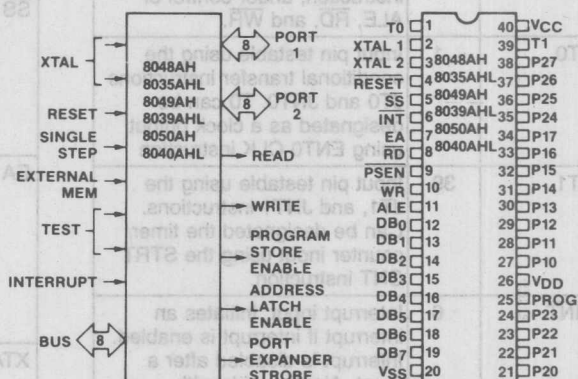 XTAL
RESET
SINGLE
STEP
EXTERNAL
MEM
TEST
INTERRUPT
BUS 8
8048AH
8035AHL
8049AH
8039AHL
8050AH
8040AHL
8 PORT
1
8 PORT
2
READ
WRITE
PROGRAM
STORE
ENABLE
ADDRESS
LATCH
ENABLE
PORT
EXPANDER
STROBE
T0 1 40 VCC
XTAL 1 2 39 T1
XTAL 2 3 8048AH 38 P27
RESET 4 8035AHL 37 P26
SS 5 8049AH 36 P25
INT 6 8039AHL 35 P24
EA 7 8050AH 34 P17
RD 8 8040AHL 33 P16
PSEN 9 32 P15
WR 10 31 P14
ALE 11 30 P13
DB0 12 29 P12
DB1 13 28 P11
DB2 14 27 P10
DB3 15 26 VDD
DB4 16 25 PROG
DB5 17 24 P23
DB6 18 23 P22
DB7 19 22 P21
VSS 20 21 P20